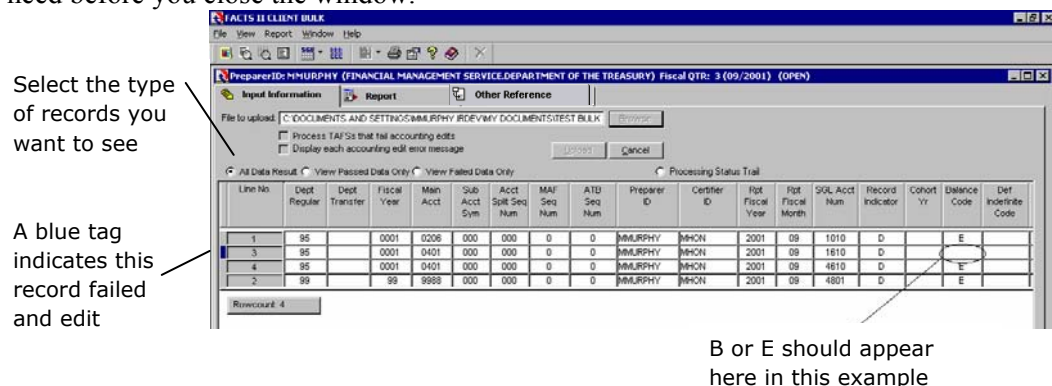 need before you close the window.
FACTS II CLIENT BULK
File View Report Window Help
PreparerID: MMURPHY (FINANCIAL MANAGEMENT SERVICE.DEPARTMENT OF THE TREASURY) Fiscal QTR: 3 (09/2001) (OPEN)
Input Information Report Other Reference
File to upload: C:\DOCUMENTS AND SETTINGS\MMURPHY IRDEV\MY DOCUMENTS\TEST BULK Browse...
Process TAFSs that fail accounting edits
Display each accounting edit error message
Upload Cancel
Select the type
of records you
want to see
All Data Result View Passed Data Only View Failed Data Only Processing Status Trail
Line No Dept Regular Dept Transfer Fiscal Year Main Acct Sub Acct Sym Acct Split Seq Num MAF Seq Num ATB Seq Num Preparer ID Certifier ID Rpt Fiscal Year Rpt Fiscal Month SGL Acct Num Record Indicator Cohort Yr Balance Code Def Indefinite Code
1 95 0001 0206 000 000 0 0 MMURPHY MHON 2001 09 1010 D E
3 95 0001 0401 000 000 0 0 MMURPHY MHON 2001 09 1610 D
4 95 0001 0401 000 000 0 0 MMURPHY MHON 2001 09 4610 D E
2 99 99 9988 000 000 0 0 MMURPHY MHON 2001 09 4801 D E
Rowcount: 4
A blue tag
indicates this
record failed
and edit
B or E should appear
here in this example